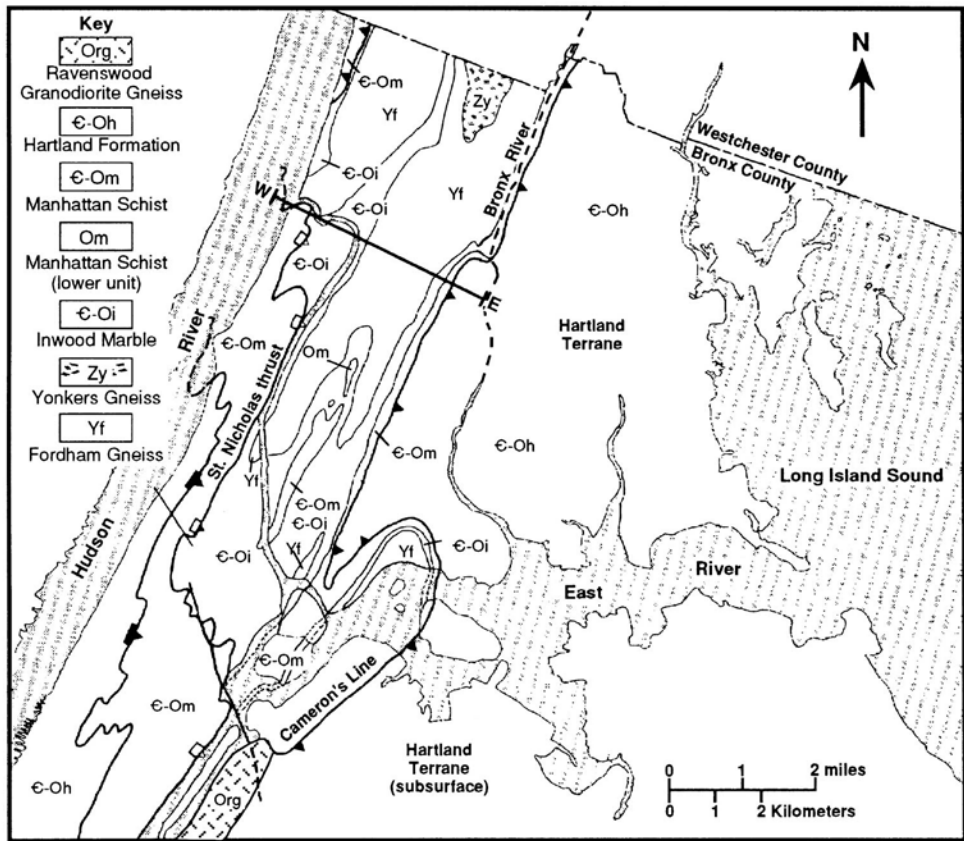 Key
Org
Ravenswood
Granodiorite Gneiss
Є-Oh
Hartland Formation
Є-Om
Manhattan Schist
Om
Manhattan Schist
(lower unit)
Є-Oi
Inwood Marble
Zy
Yonkers Gneiss
Yf
Fordham Gneiss
N
Є-Om
Yf
Zy
Bronx River
Westchester County
Bronx County
?
W
Є-Oi
Є-Oi
Yf
Є-Oh
Є-Oi
E
Hartland
Terrane
River
Є-Om
Om
St. Nicholas thrust
Є-Om
Є-Oh
Yf
Long Island Sound
Є-Om
Є-Oi
Hudson
Є-Oi
Yf
Yf
Є-Oi
River
East
Є-Om
Cameron's Line
Є-Om
Hartland
Terrane
(subsurface)
Є-Oh
Org
0 1 2 miles
0 1 2 Kilometers